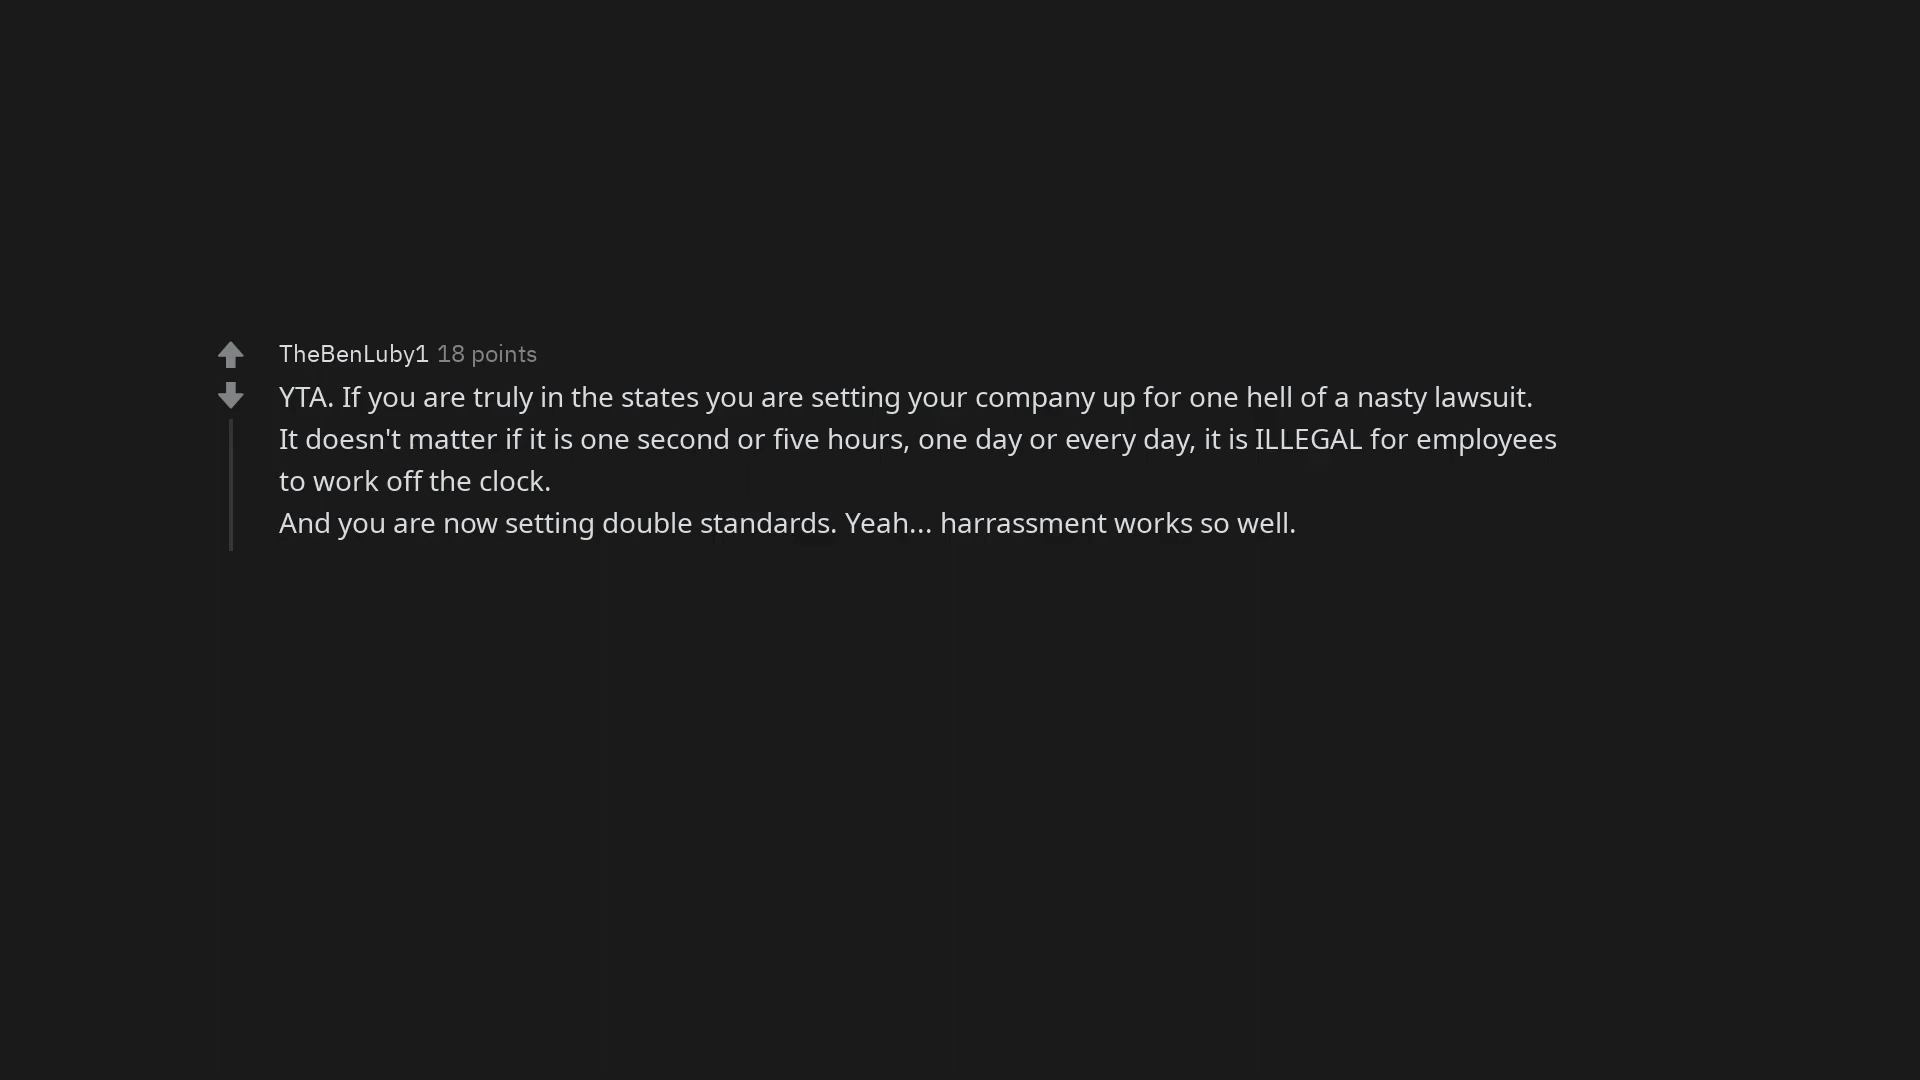 TheBenLuby1 18 points
YTA. If you are truly in the states you are setting your company up for one hell of a nasty lawsuit.
It doesn't matter if it is one second or five hours, one day or every day, it is ILLEGAL for employees
to work off the clock.
And you are now setting double standards. Yeah... harrassment works so well.